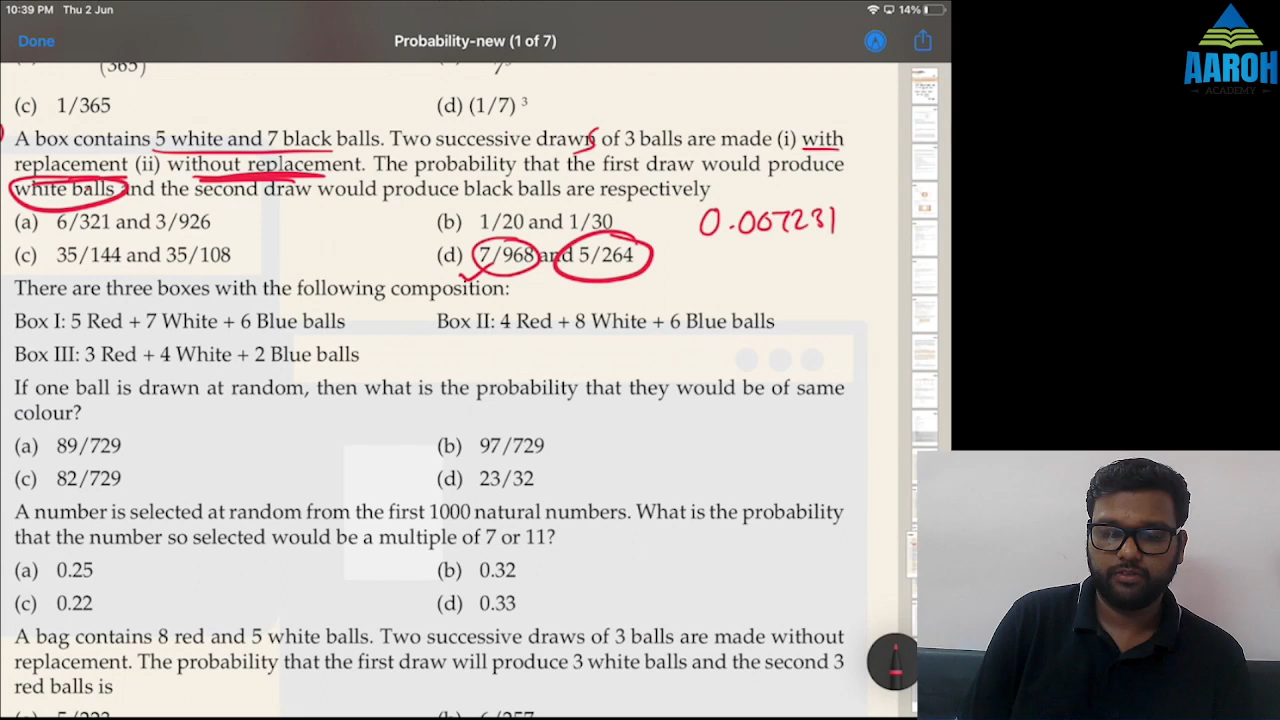 10:39 PM Thu 2 Jun
14%
Done
Probability-new (1 of 7)
AAROH
ACADEMY
(365)
(c) 1/365
(d) (1/7) 3
A box contains 5 white and 7 black balls. Two successive drawn s of 3 balls are made (i) with
replacement (ii) without replacement. The probability that the first draw would produce
white balls and the second draw would produce black balls are respectively
(a) 6/321 and 3/926
(b) 1/20 and 1/30
0.007231
(c) 35/144 and 35/108
(d) 7/968 and 5/264
There are three boxes with the following composition:
Box I: 5 Red + 7 White + 6 Blue balls
Box II: 4 Red + 8 White + 6 Blue balls
Box III: 3 Red + 4 White + 2 Blue balls
If one ball is drawn at random, then what is the probability that they would be of same
colour?
(a) 89/729
(b) 97/729
(c) 82/729
(d) 23/32
A number is selected at random from the first 1000 natural numbers. What is the probability
that the number so selected would be a multiple of 7 or 11?
(a) 0.25
(b) 0.32
(c) 0.22
(d) 0.33
A bag contains 8 red and 5 white balls. Two successive draws of 3 balls are made without
replacement. The probability that the first draw will produce 3 white balls and the second 3
red balls is